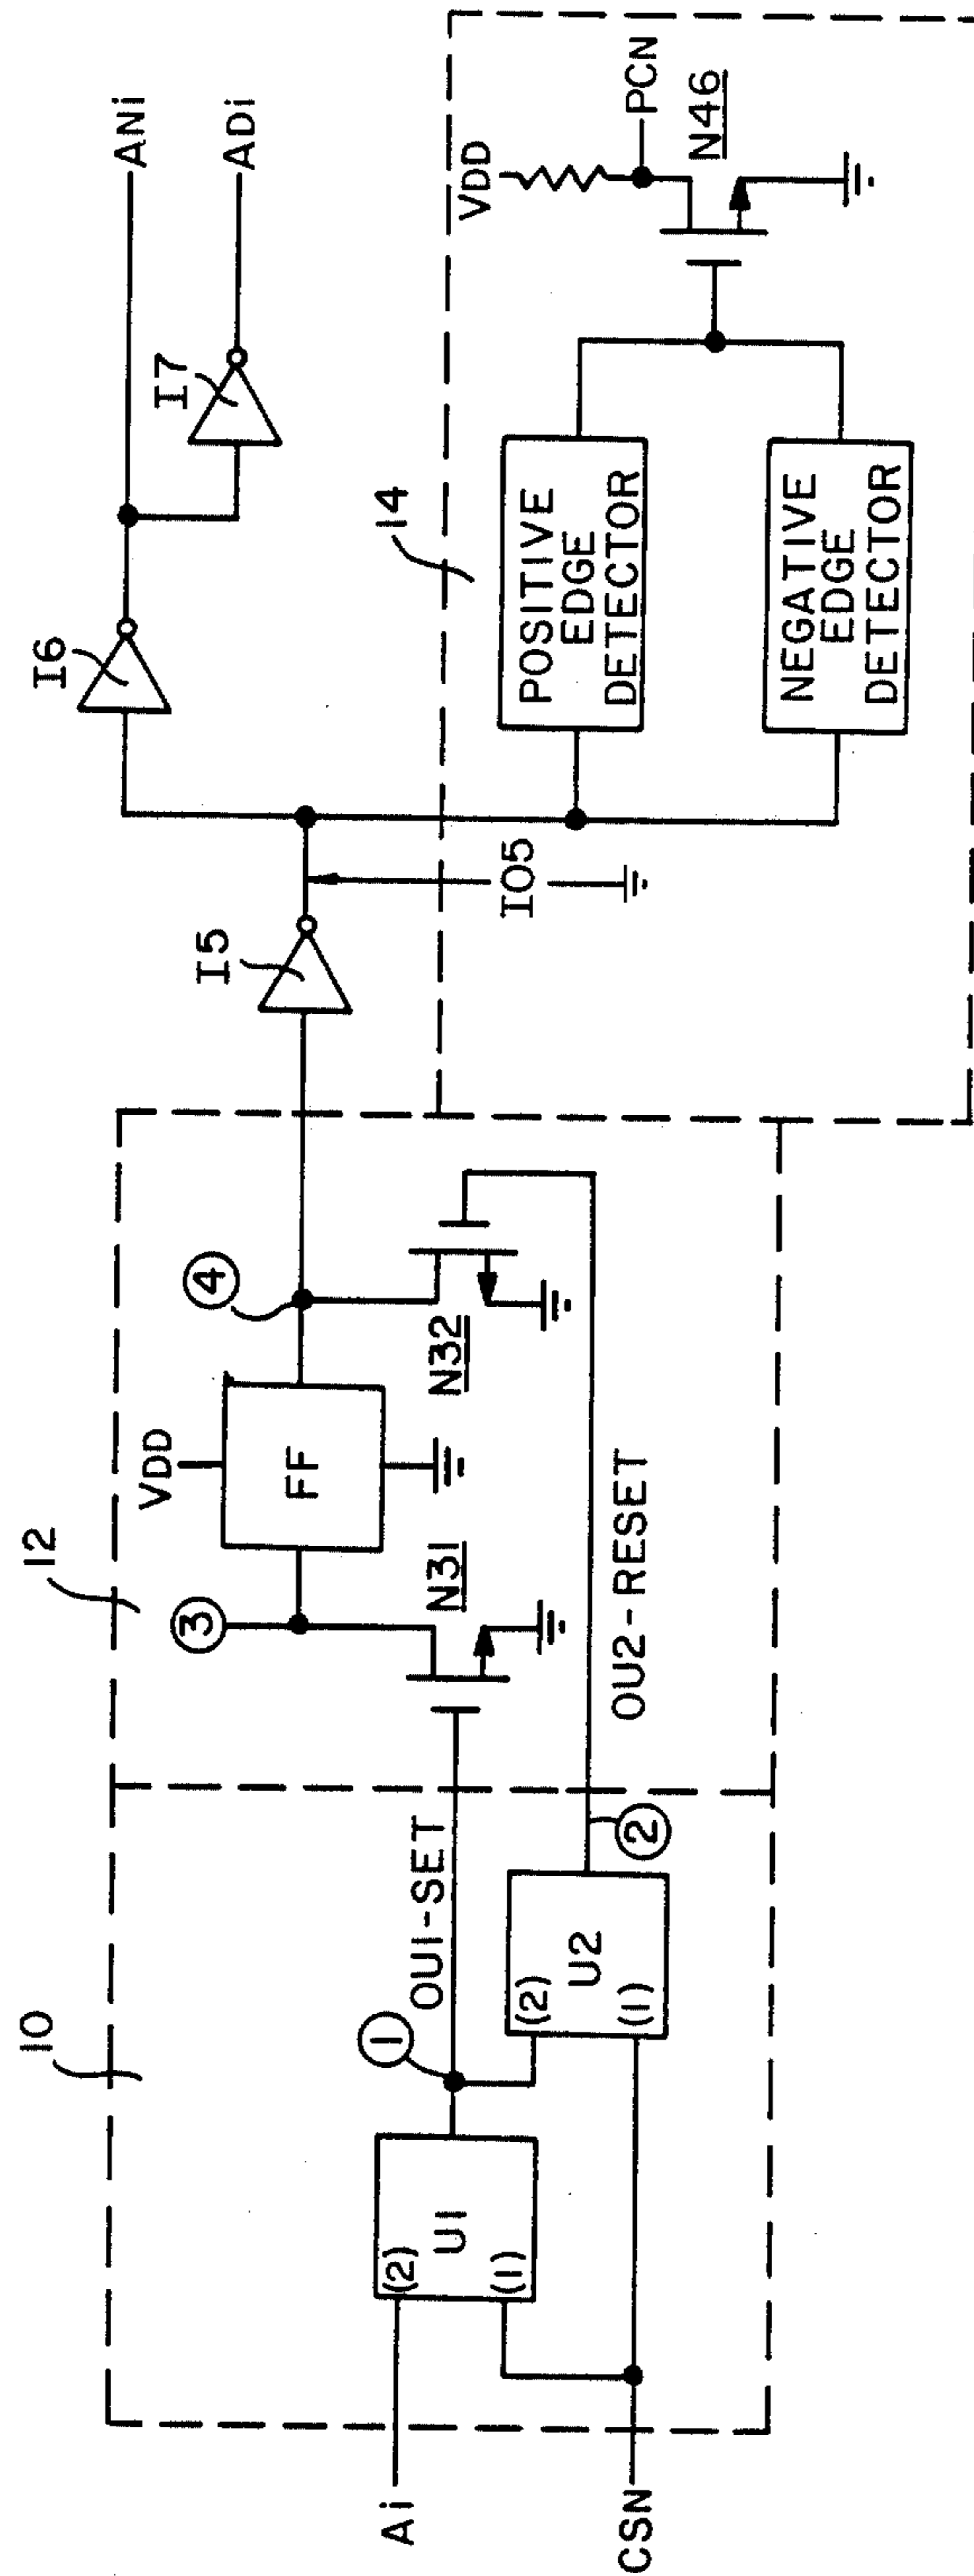 10
12
Ai
CSN
U1
(2)
(1)
1
OU1-SET
U2
(2)
(1)
2
OU2-RESET
3
VDD
FF
4
N31
N32
I5
IO5
I6
I7
ANi
ADi
14
POSITIVE
EDGE
DETECTOR
NEGATIVE
EDGE
DETECTOR
VDD
PCN
N46